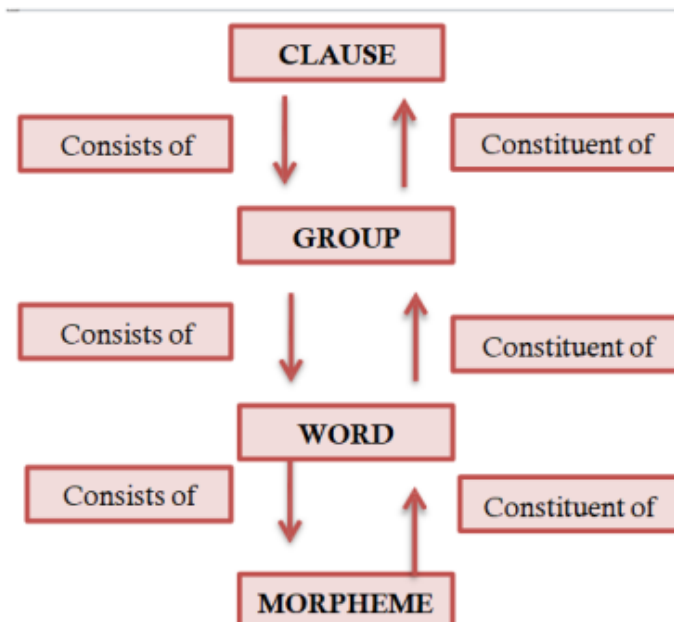 CLAUSE
Consists of
Constituent of
GROUP
Consists of
Constituent of
WORD
Consists of
Constituent of
MORPHEME